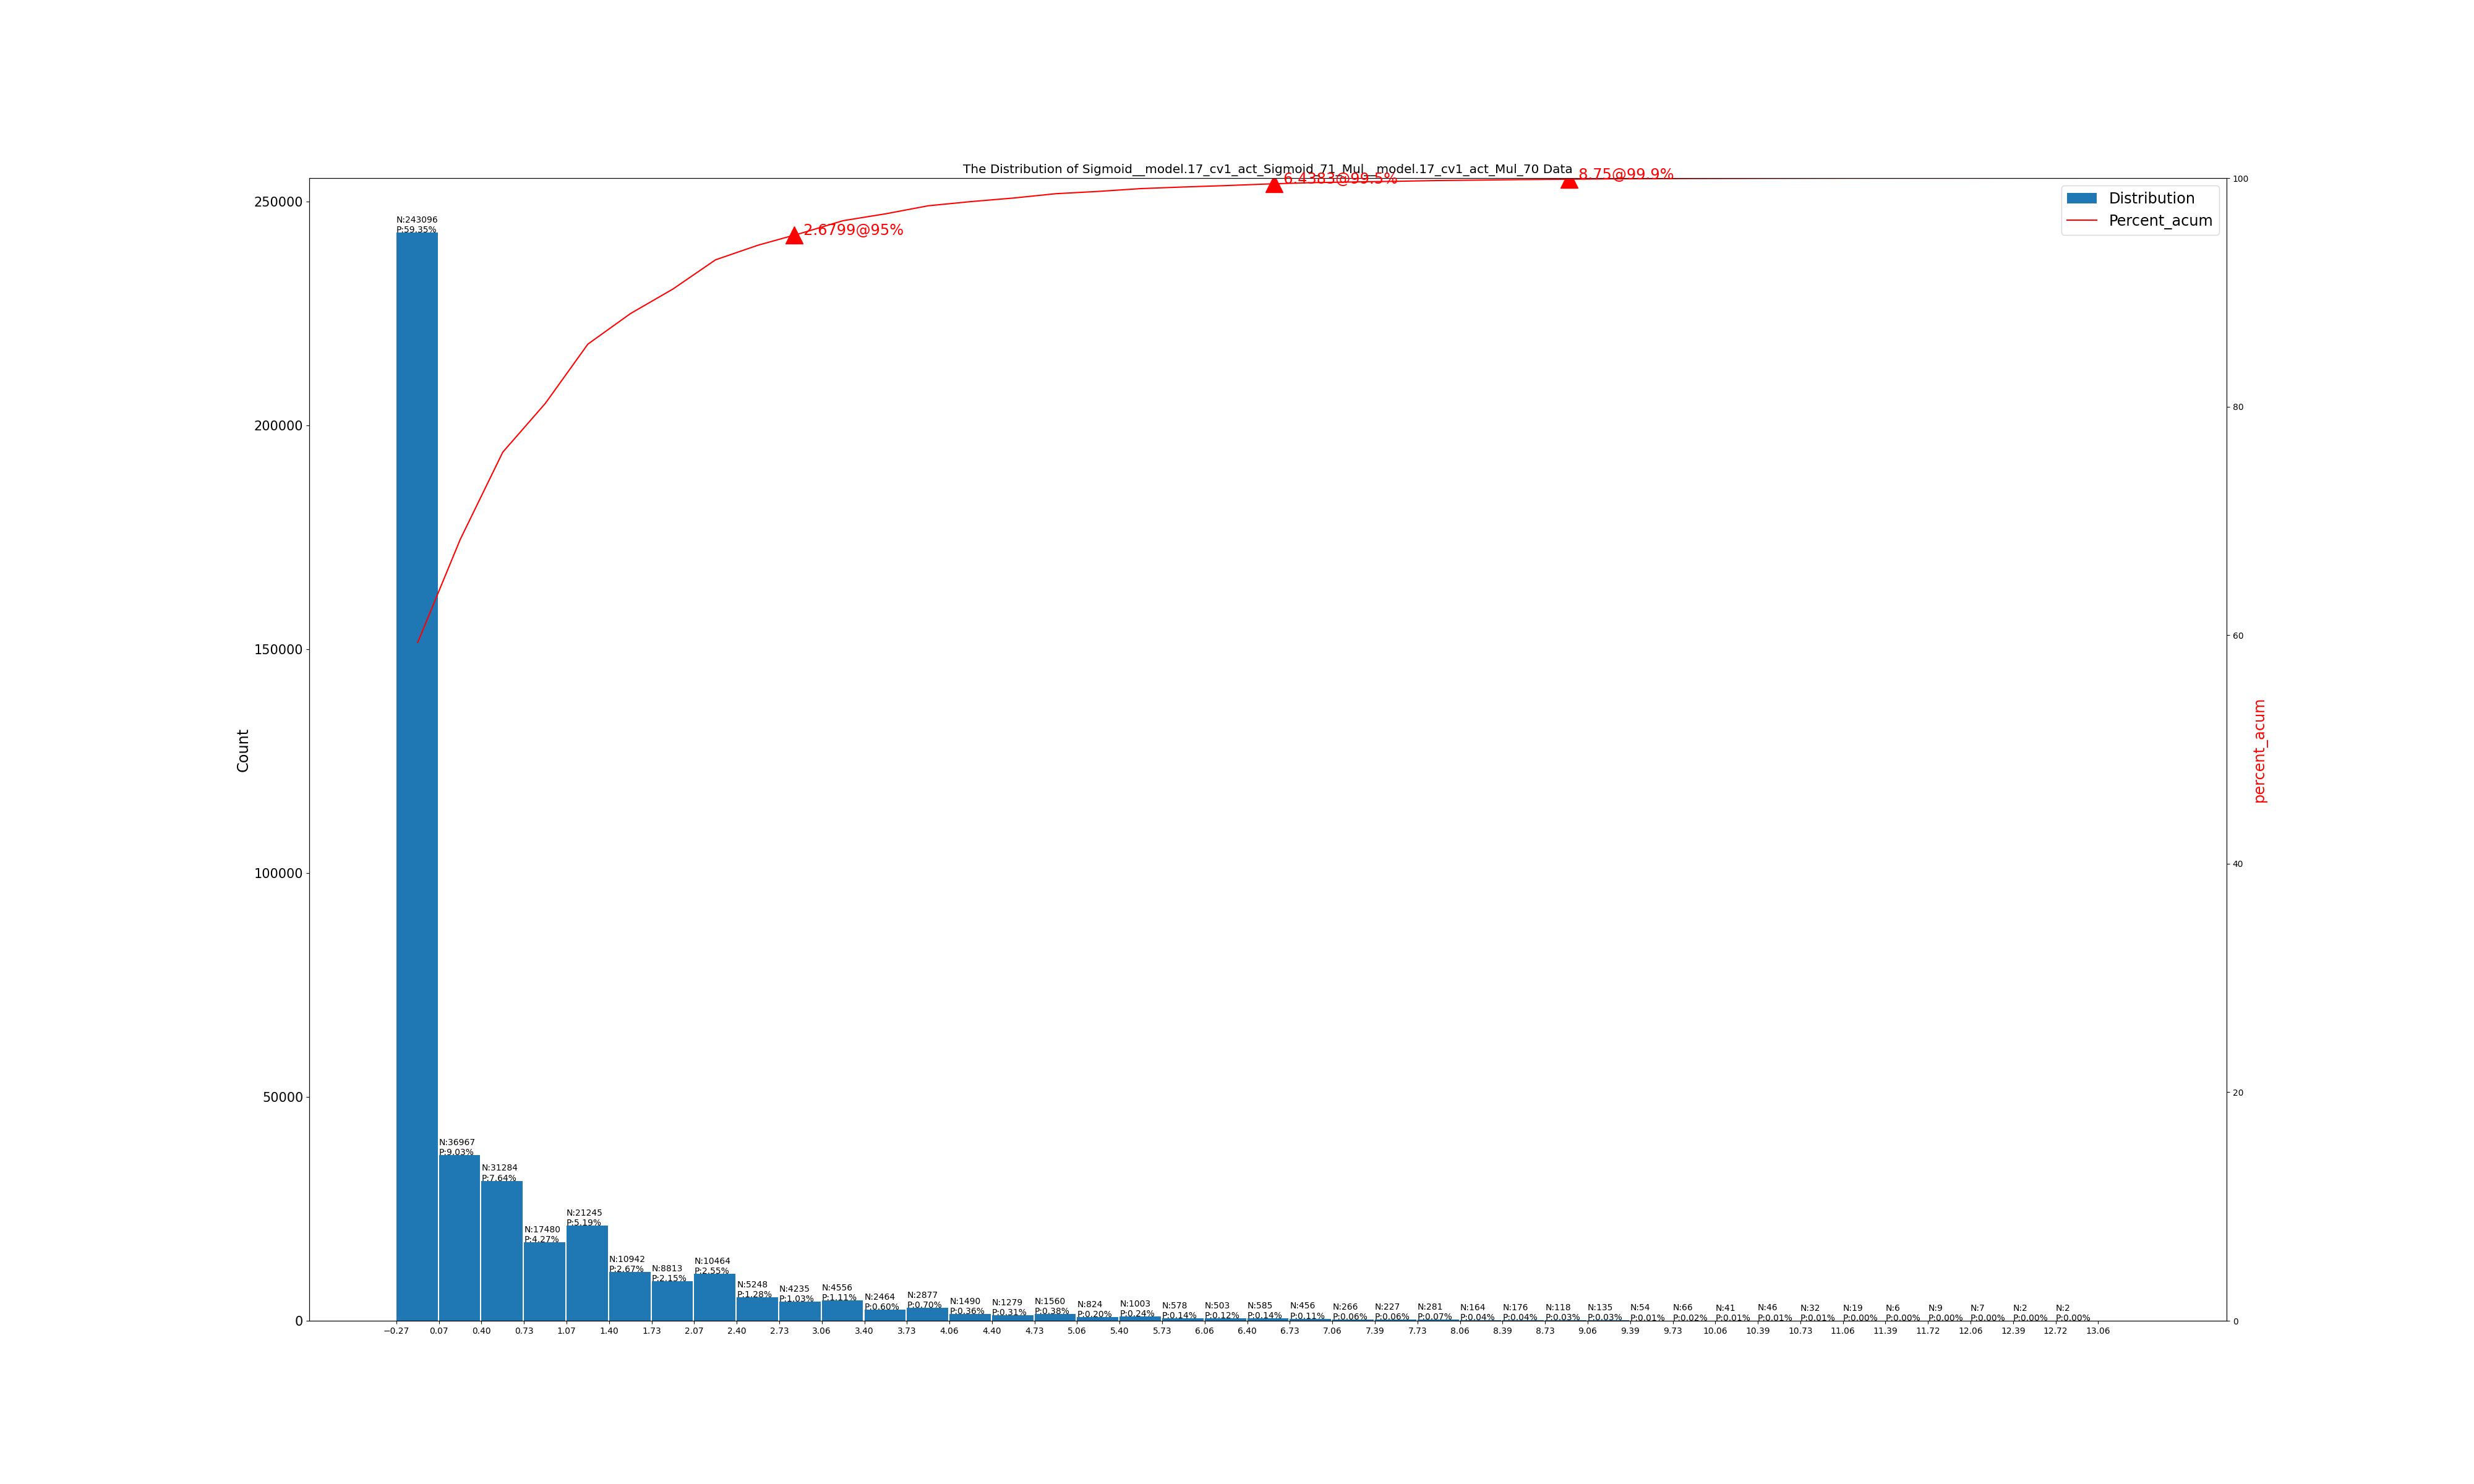 The Distribution of Sigmoid__model.17_cv1_act_Sigmoid_71_Mul__model.17_cv1_act_Mul_70 Data
6.4383@99.5%
8.75@99.9%
2.6799@95%
Distribution
Percent_acum
250000
200000
150000
100000
50000
0
Count
100
80
60
40
20
0
percent_acum
N:243096
P:59.35%
N:36967
P:9.03%
N:31284
P:7.64%
N:17480
P:4.27%
N:21245
P:5.19%
N:10942
P:2.67%
N:8813
P:2.15%
N:10464
P:2.55%
N:5248
P:1.28%
N:4235
P:1.03%
N:4556
P:1.11%
N:2464
P:0.60%
N:2877
P:0.70%
N:1490
P:0.36%
N:1279
P:0.31%
N:1560
P:0.38%
N:824
P:0.20%
N:1003
P:0.24%
N:578
P:0.14%
N:503
P:0.12%
N:585
P:0.14%
N:456
P:0.11%
N:266
P:0.06%
N:227
P:0.06%
N:281
P:0.07%
N:164
P:0.04%
N:176
P:0.04%
N:118
P:0.03%
N:135
P:0.03%
N:54
P:0.01%
N:66
P:0.02%
N:41
P:0.01%
N:46
P:0.01%
N:32
P:0.01%
N:19
P:0.00%
N:6
P:0.00%
N:9
P:0.00%
N:7
P:0.00%
N:2
P:0.00%
N:2
P:0.00%
−0.27 0.07 0.40 0.73 1.07 1.40 1.73 2.07 2.40 2.73 3.06 3.40 3.73 4.06 4.40 4.73 5.06 5.40 5.73 6.06 6.40 6.73 7.06 7.39 7.73 8.06 8.39 8.73 9.06 9.39 9.73 10.06 10.39 10.73 11.06 11.39 11.72 12.06 12.39 12.72 13.06